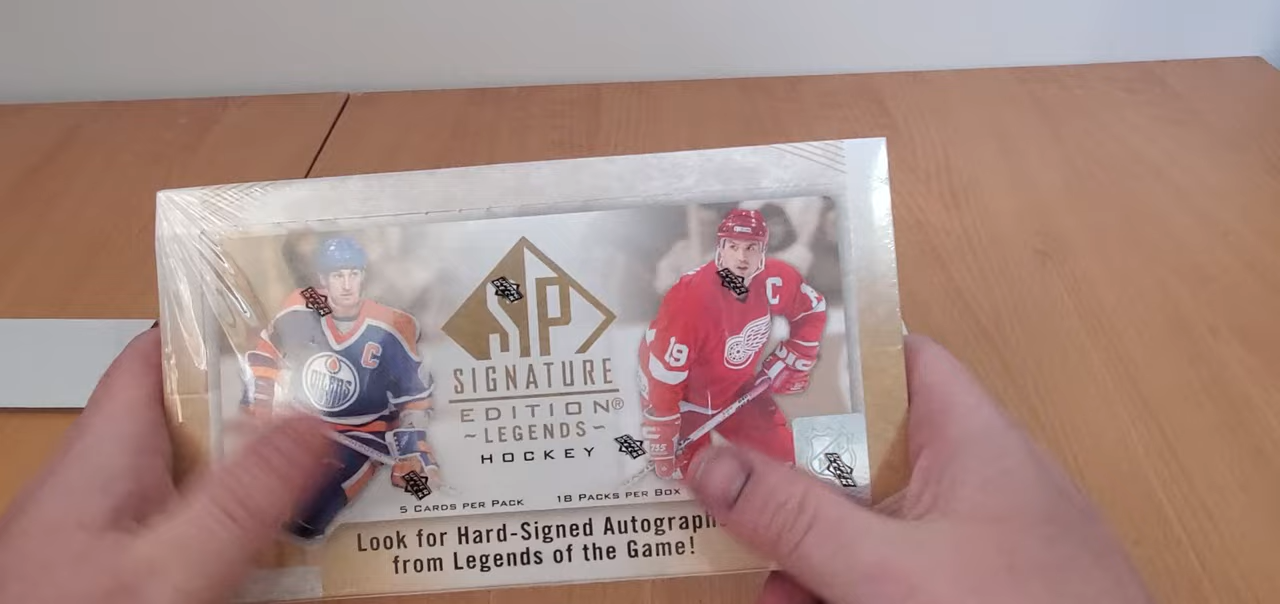 SP
SIGNATURE
EDITION®
~LEGENDS~
HOCKEY
C
OILERS
C
19
5 CARDS PER PACK
18 PACKS PER BOX
Look for Hard-Signed Autograph
from Legends of the Game!